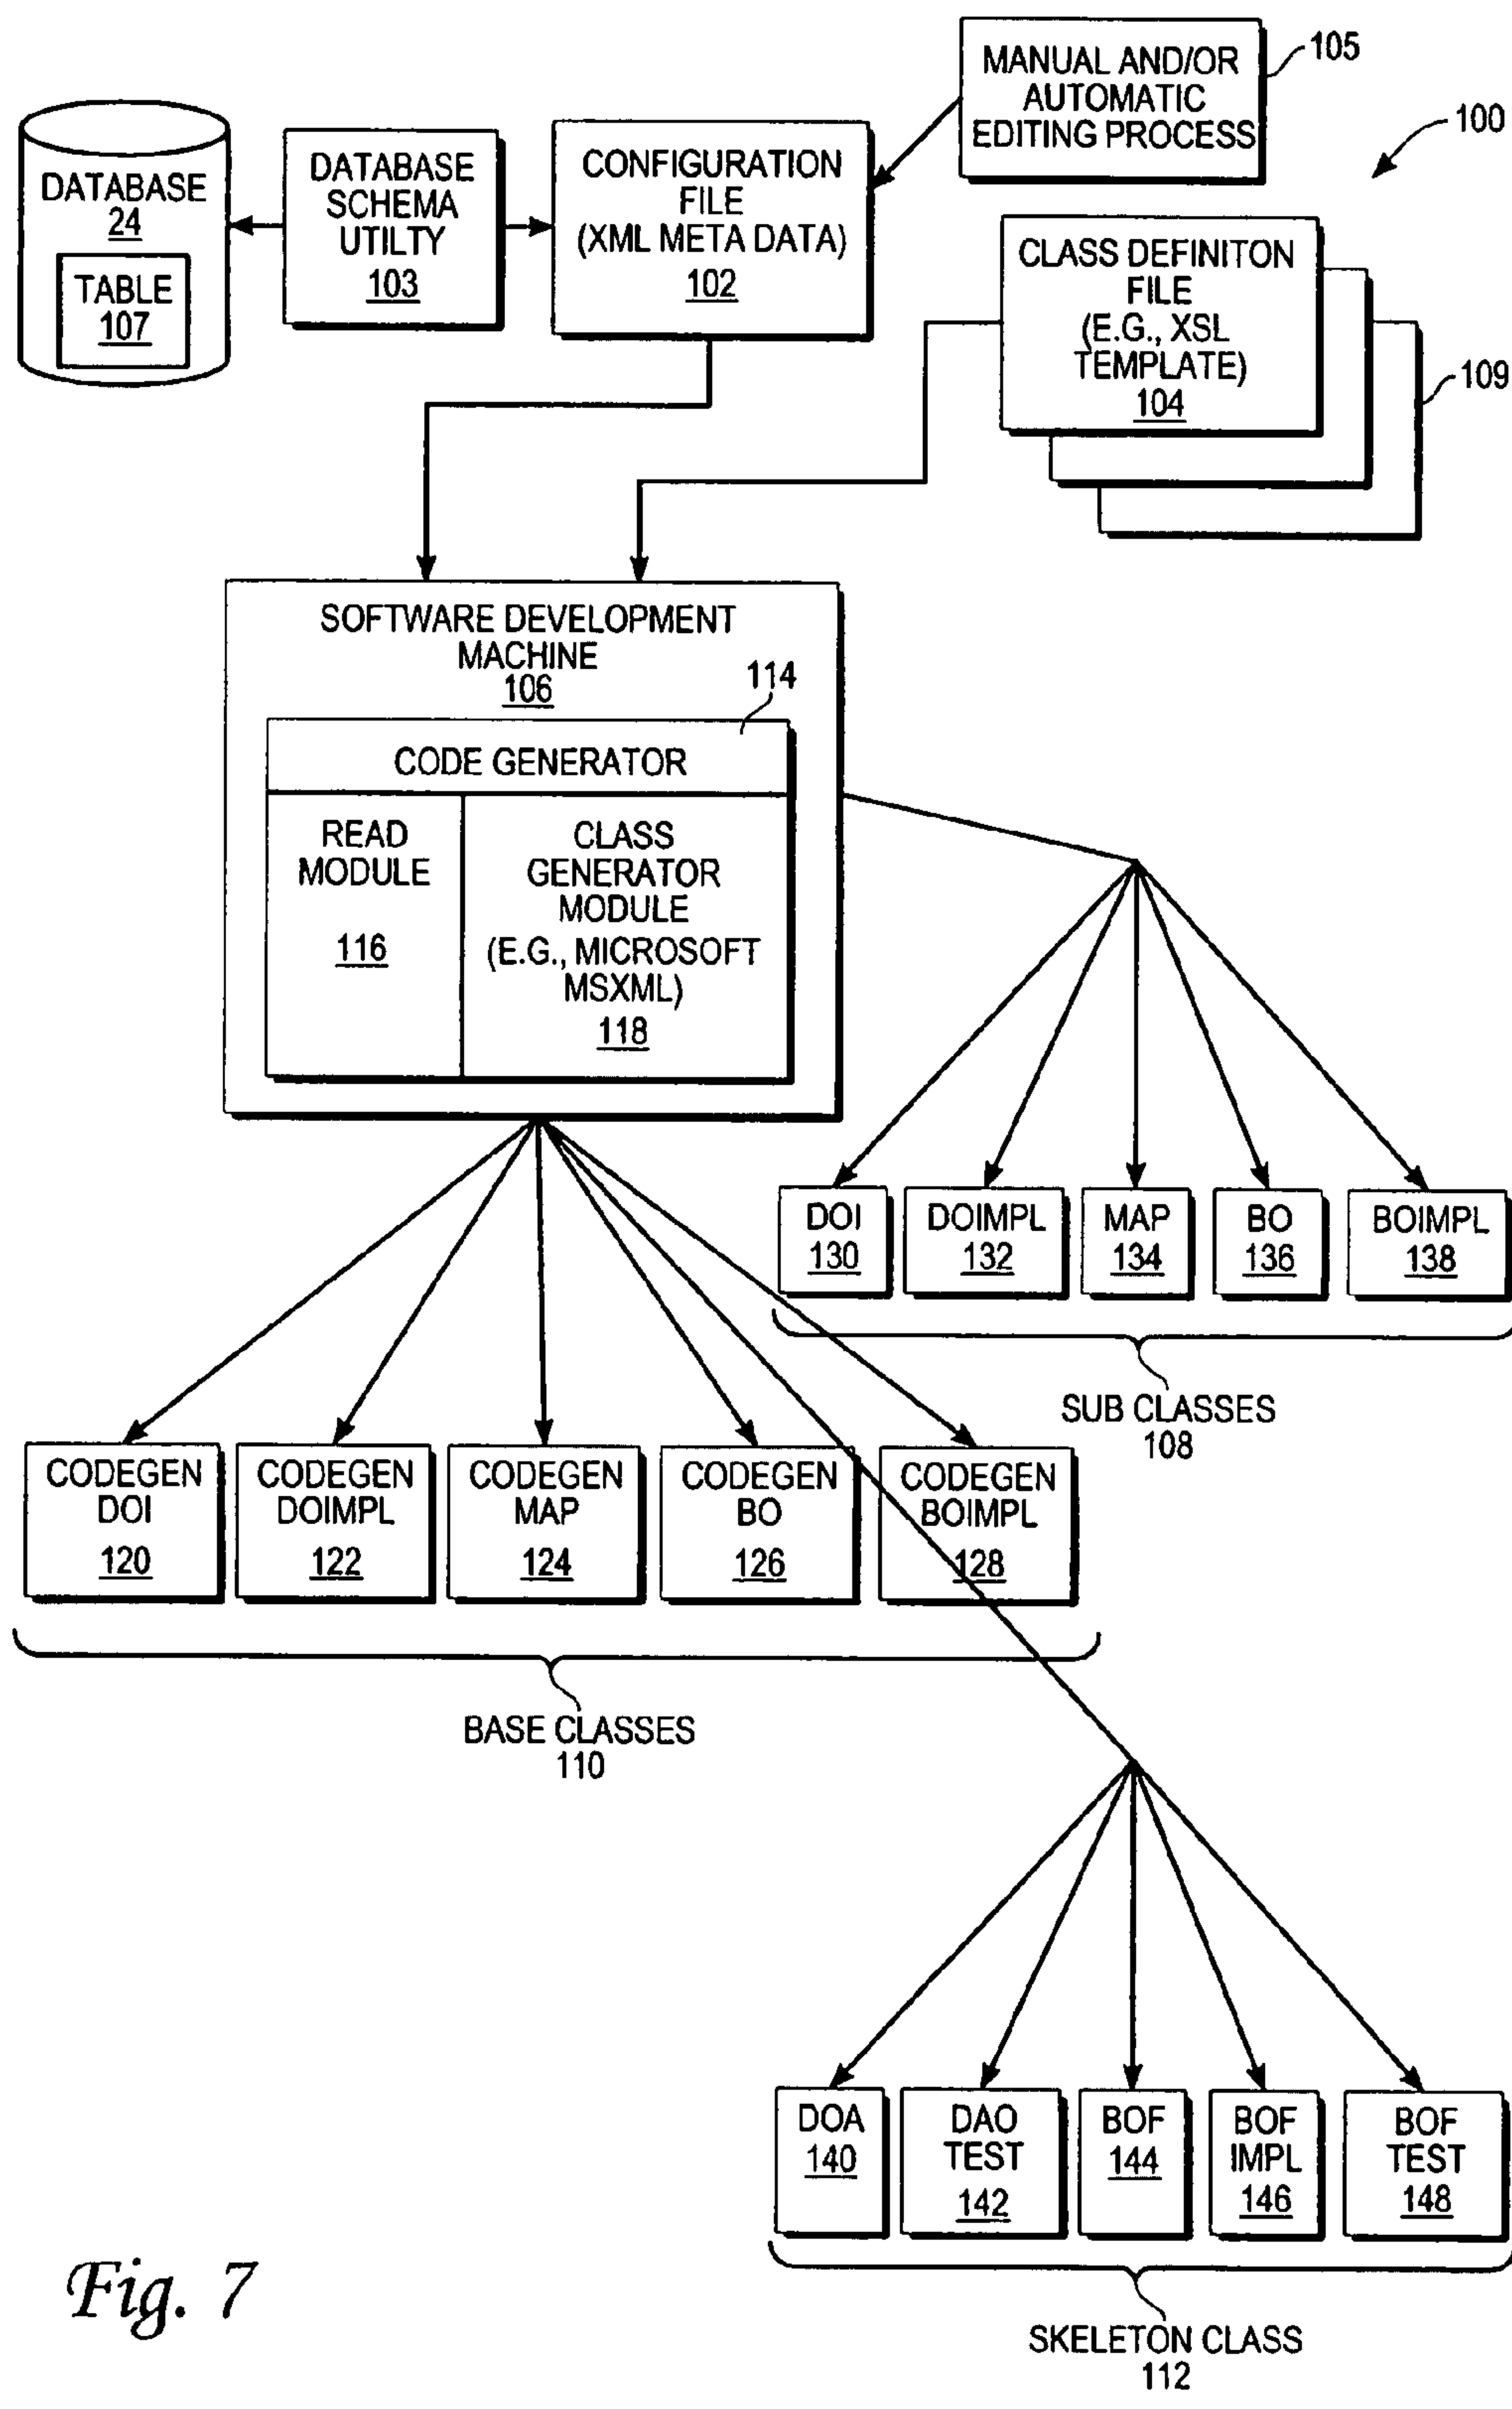 MANUAL AND/OR
AUTOMATIC
EDITING PROCESS
105
100
DATABASE
24
TABLE
107
DATABASE
SCHEMA
UTILTY
103
CONFIGURATION
FILE
(XML META DATA)
102
CLASS DEFINITON
FILE
(E.G., XSL
TEMPLATE)
104
109
SOFTWARE DEVELOPMENT
MACHINE
106
114
CODE GENERATOR
READ
MODULE
116
CLASS
GENERATOR
MODULE
(E.G., MICROSOFT
MSXML)
118
DOI
130
DOIMPL
132
MAP
134
BO
136
BOIMPL
138
SUB CLASSES
108
CODEGEN
DOI
120
CODEGEN
DOIMPL
122
CODEGEN
MAP
124
CODEGEN
BO
126
CODEGEN
BOIMPL
128
BASE CLASSES
110
DOA
140
DAO
TEST
142
BOF
144
BOF
IMPL
146
BOF
TEST
148
SKELETON CLASS
112
Fig. 7